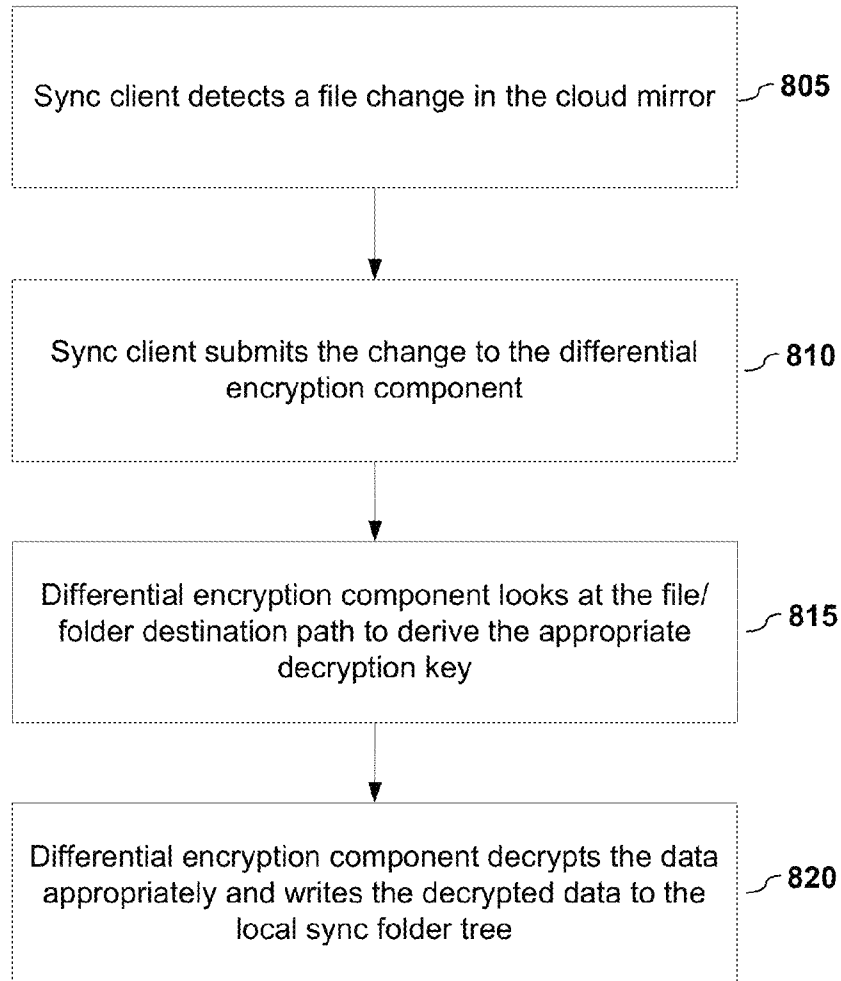 Sync client detects a file change in the cloud mirror
805
Sync client submits the change to the differential
encryption component
810
Differential encryption component looks at the file/
folder destination path to derive the appropriate
decryption key
815
Differential encryption component decrypts the data
appropriately and writes the decrypted data to the
local sync folder tree
820